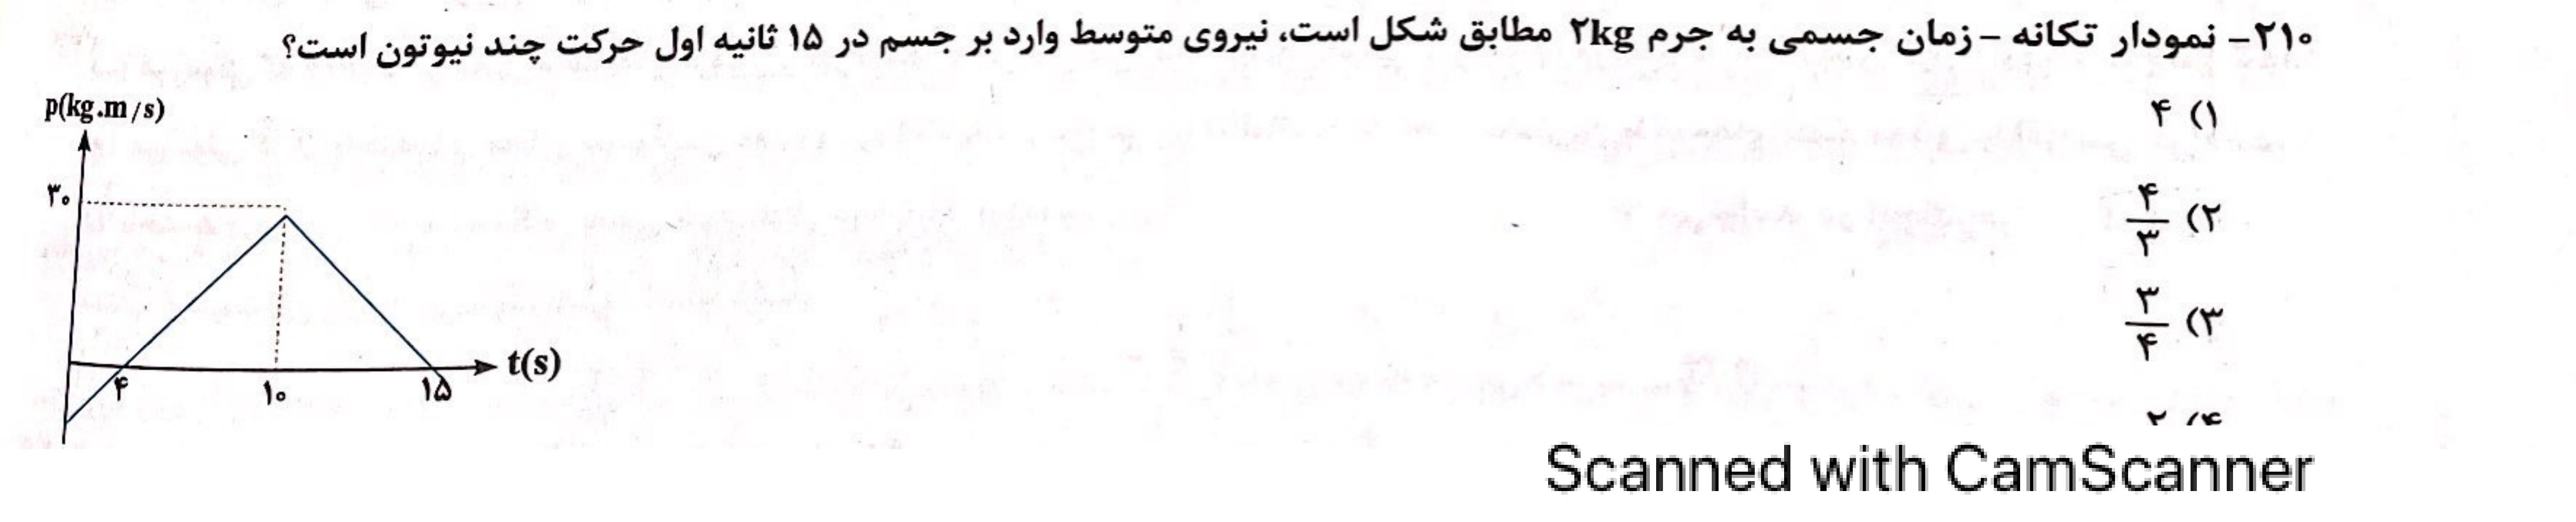 ۲۱۰- نمودار تکانه - زمان جسمی به جرم ۲kg مطابق شکل است، نیروی متوسط وارد بر جسم در ۱۵ ثانیه اول حرکت چند نیوتون است؟
۱) ۴
۲) ۴/۳
۳) ۳/۴
۴) ۲
p(kg.m/s)
۳۰
۴
۱۰
۱۵
t(s)
Scanned with CamScanner